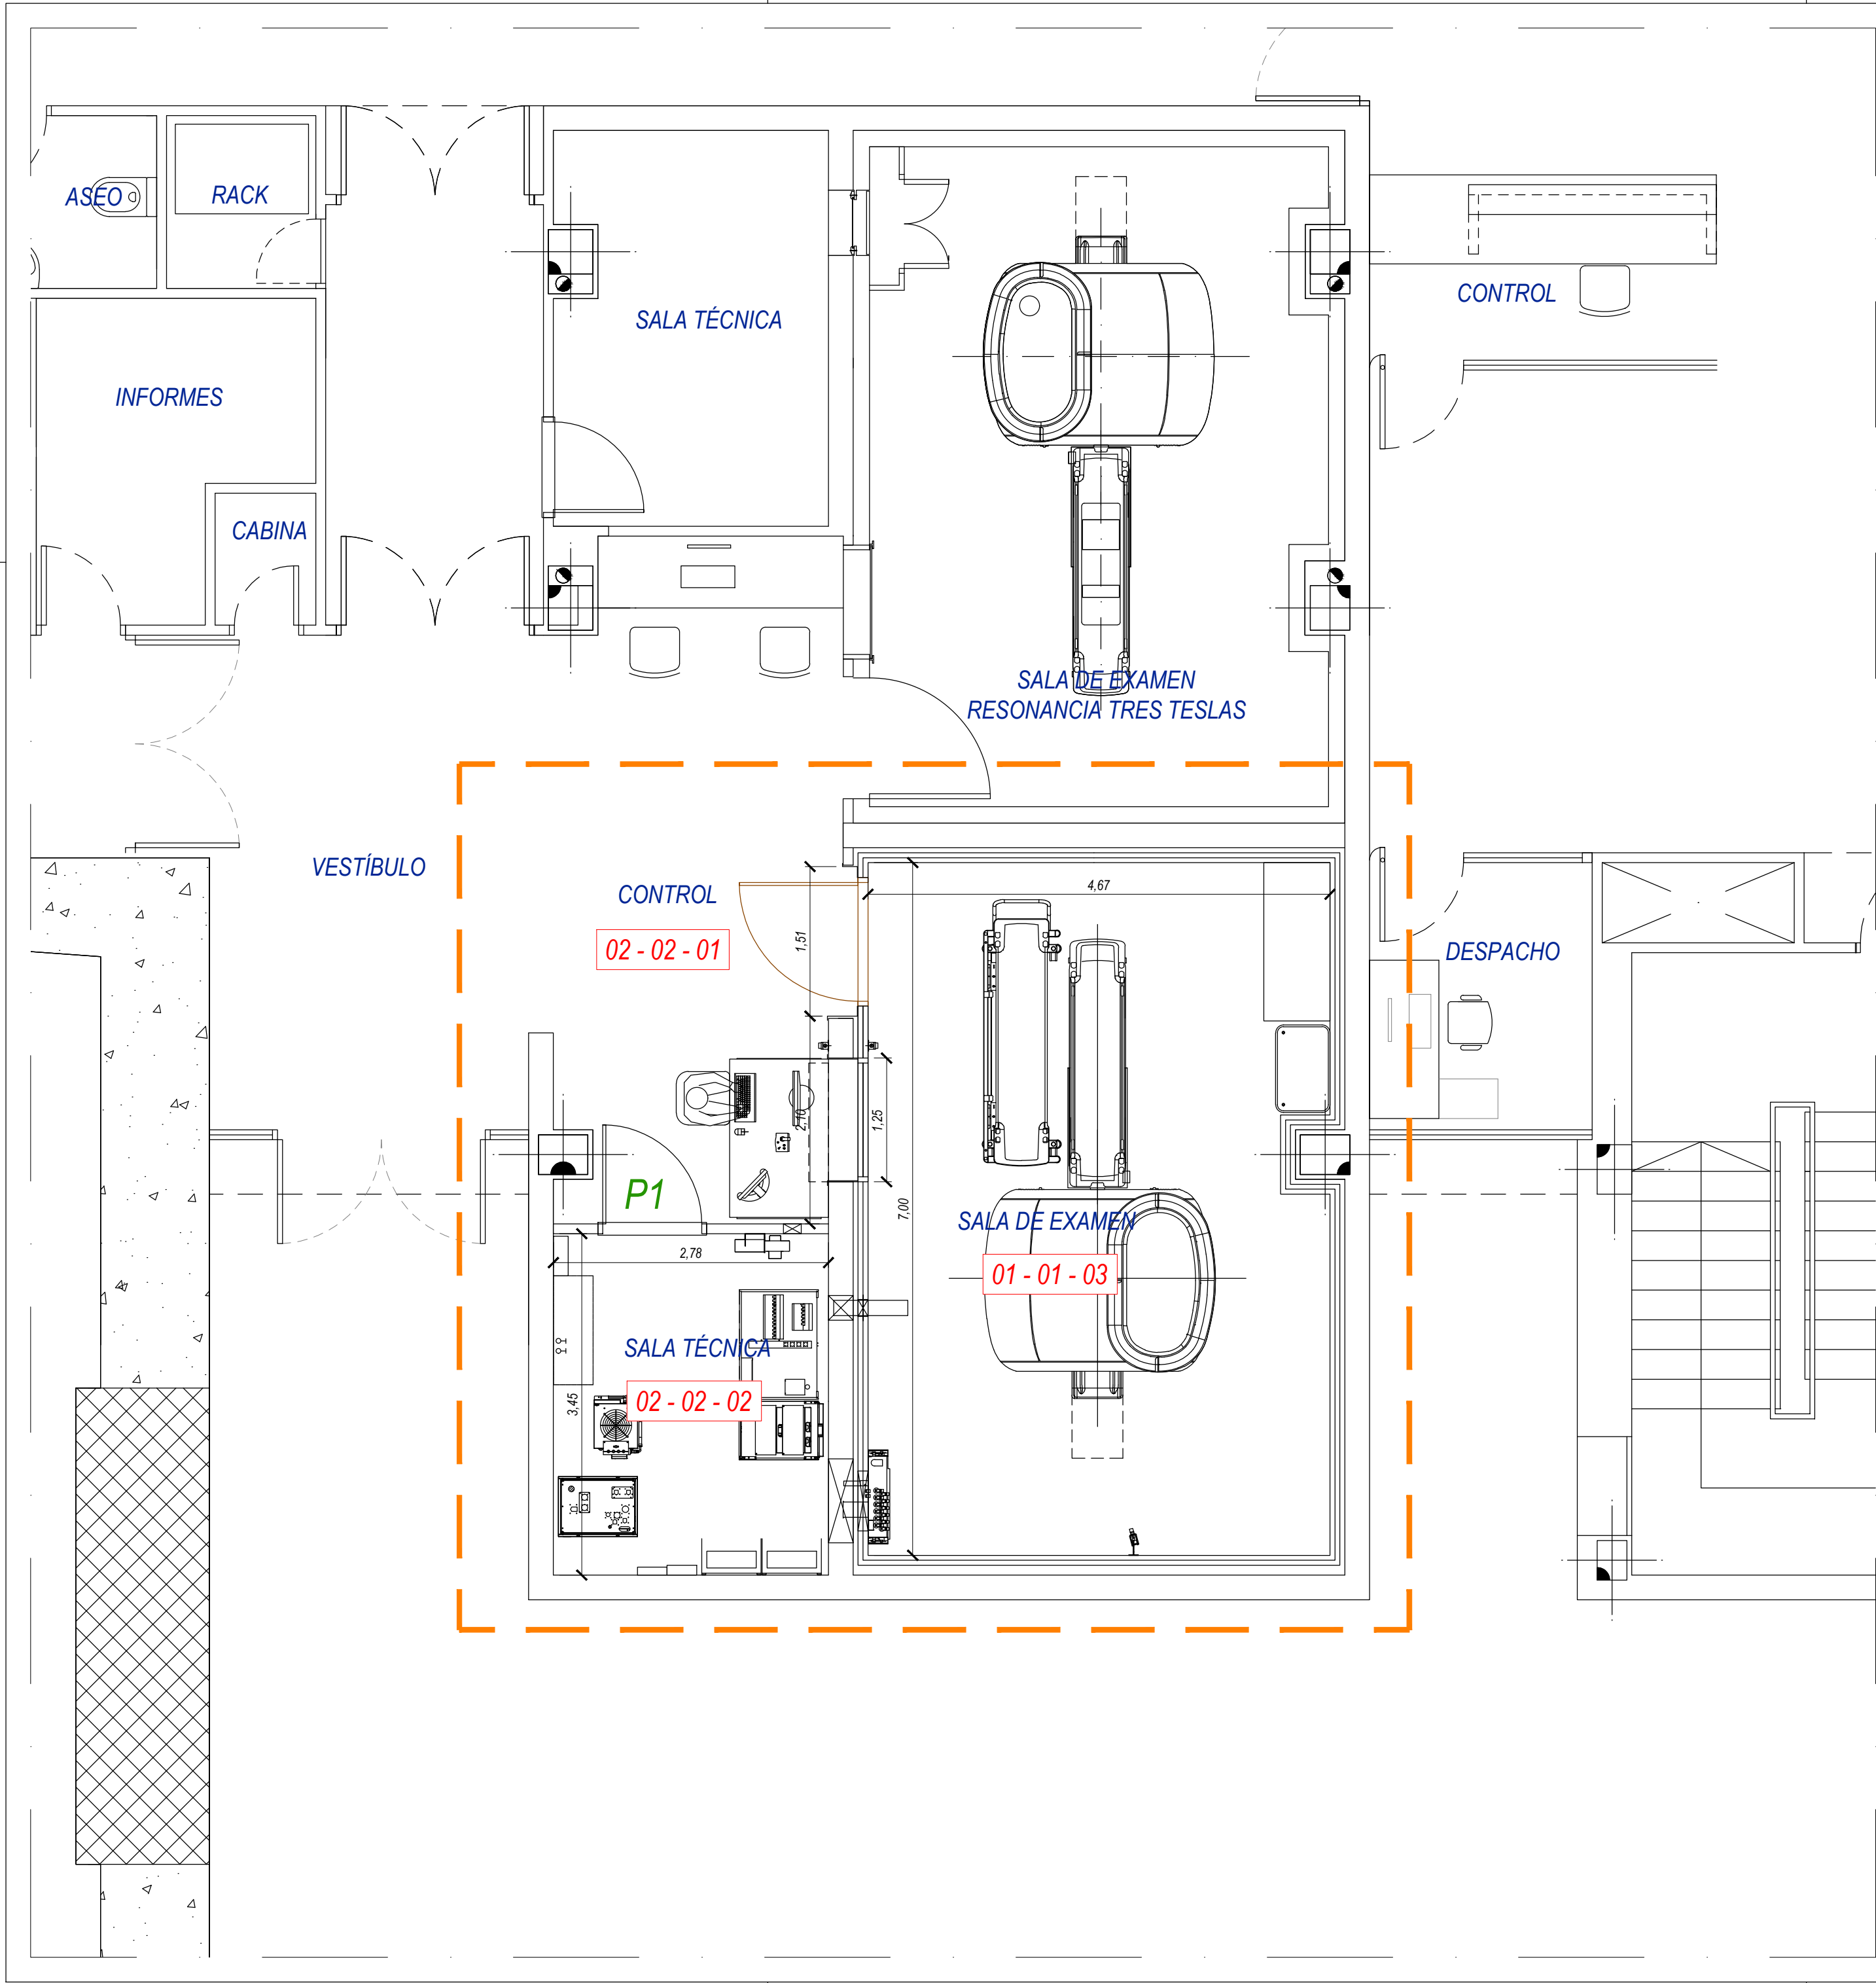 ASEO
RACK
SALA TÉCNICA
CONTROL
INFORMES
CABINA
SALA DE EXAMEN
RESONANCIA TRES TESLAS
VESTÍBULO
CONTROL
02 - 02 - 01
1,51
4,67
DESPACHO
2,10
1,25
P1
7,00
SALA DE EXAMEN
01 - 01 - 03
2,78
SALA TÉCNICA
02 - 02 - 02
3,45